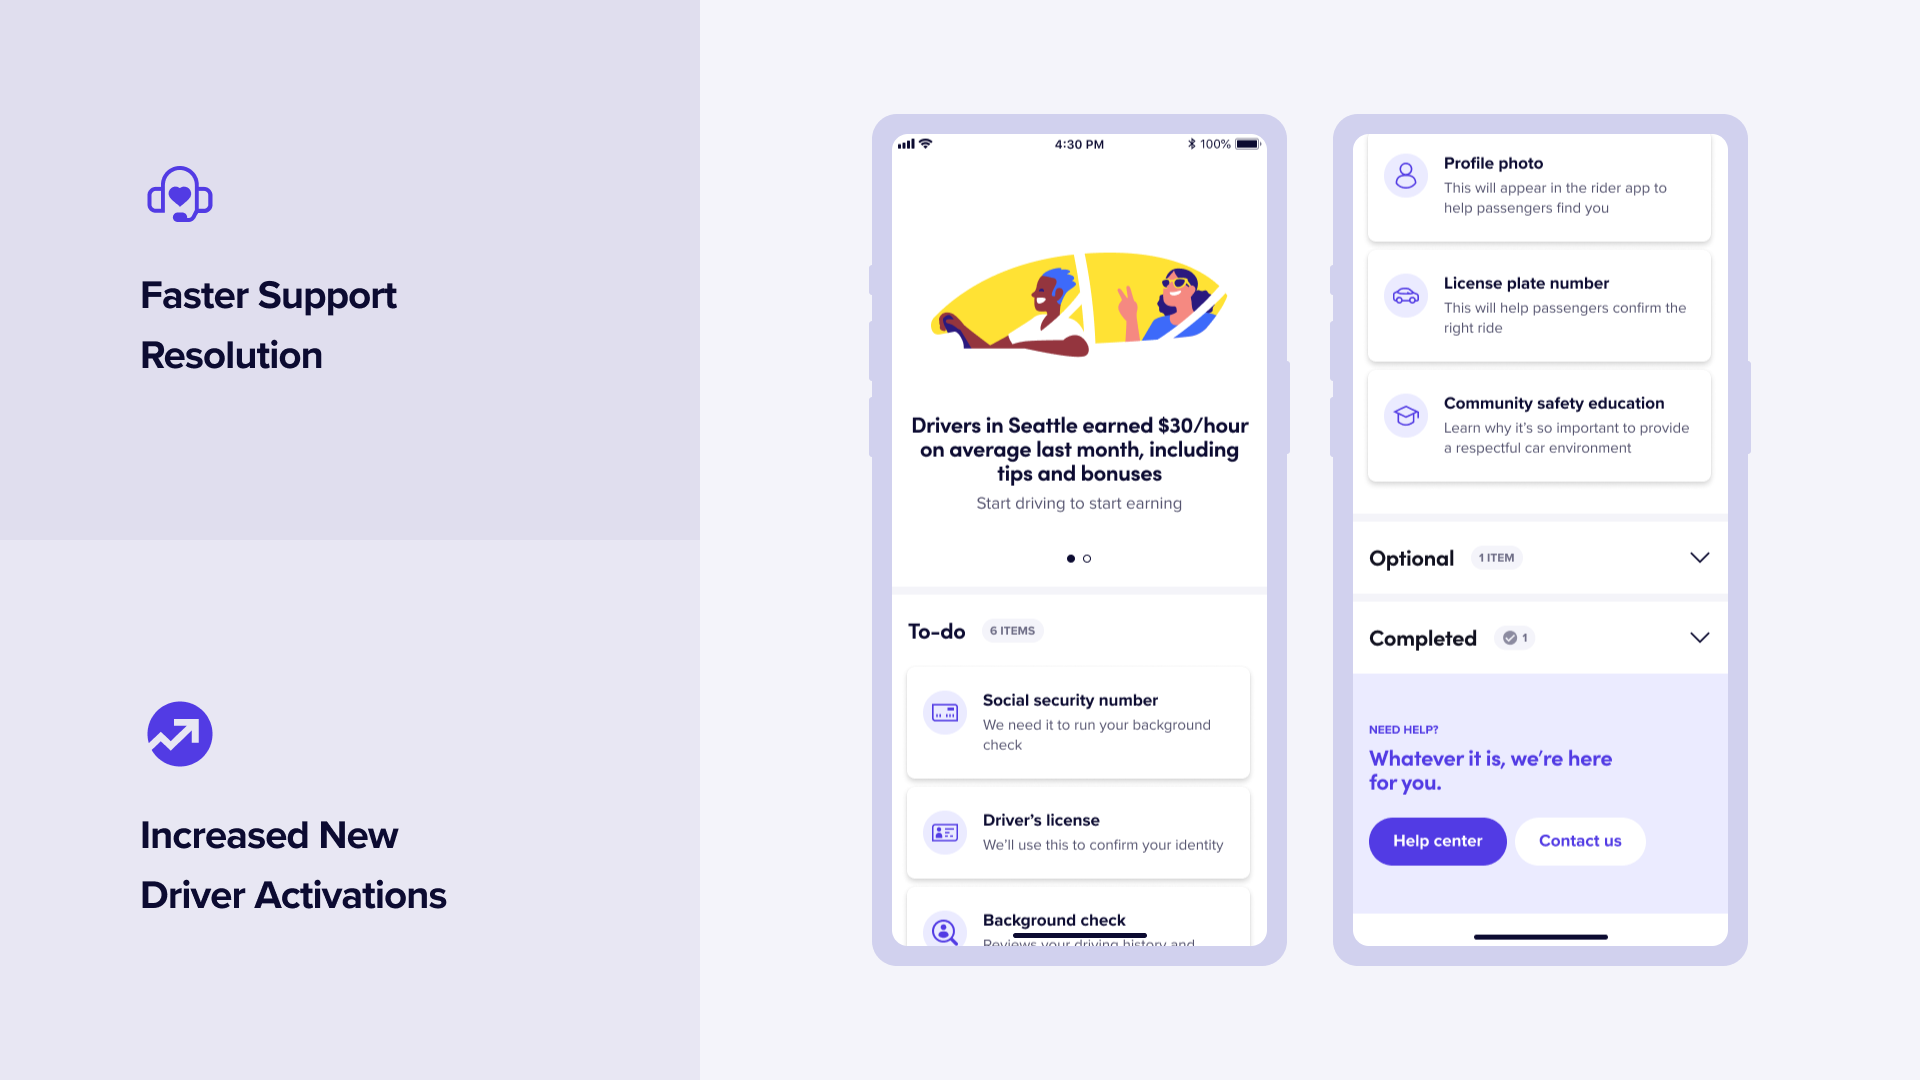 Faster Support
Resolution
Increased New
Driver Activations
4:30 PM
100%
Drivers in Seattle earned $30/hour
on average last month, including
tips and bonuses
Start driving to start earning
To-do
6 ITEMS
Social security number
We need it to run your background
check
Driver’s license
We’ll use this to confirm your identity
Background check
Reviews your driving history and
Profile photo
This will appear in the rider app to
help passengers find you
License plate number
This will help passengers confirm the
right ride
Community safety education
Learn why it’s so important to provide
a respectful car environment
Optional
1 ITEM
Completed
1
NEED HELP?
Whatever it is, we’re here
for you.
Help center
Contact us